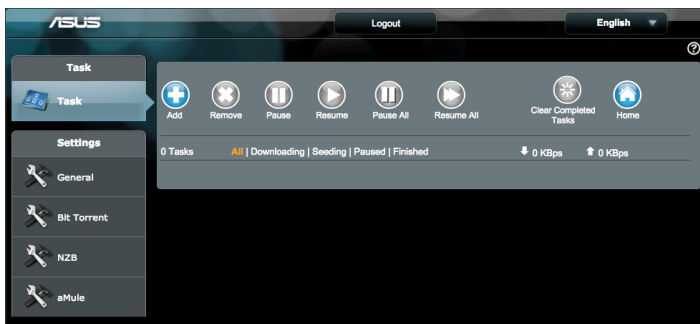 ASUS
Logout
English
?
Task
Task
Add
Remove
Pause
Resume
Pause All
Resume All
Clear Completed
Tasks
Home
Settings
0 Tasks
All | Downloading | Seeding | Paused | Finished
0 KBps
0 KBps
General
Bit Torrent
NZB
aMule